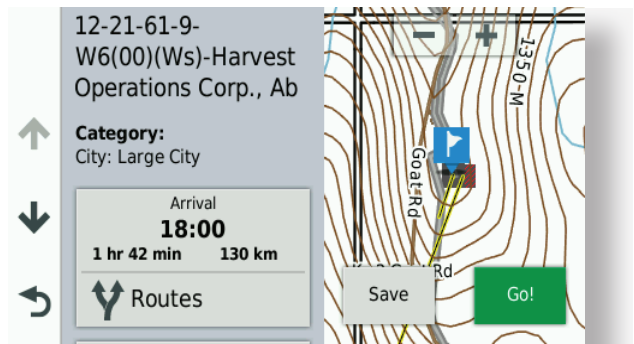 12-21-61-9-
W6(00)(Ws)-Harvest
Operations Corp., Ab
Category:
City: Large City
Arrival
18:00
1 hr 42 min 130 km
Routes
1350-M
Goat Rd
Rd
Save
Go!